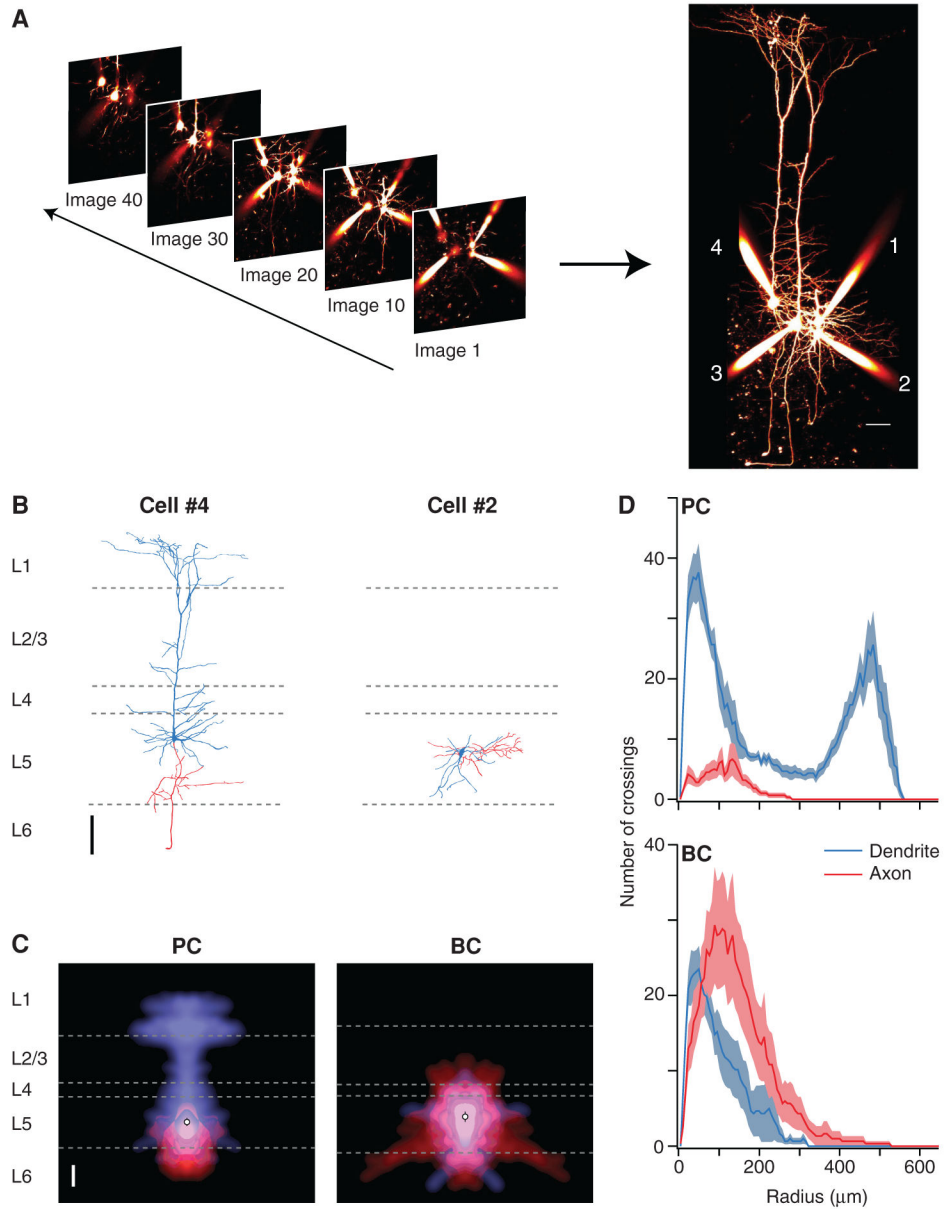 A
Image 40
Image 30
Image 20
Image 10
Image 1
4
1
3
2
B
Cell #4
Cell #2
L1
L2/3
L4
L5
L6
C
PC
BC
L1
L2/3
L4
L5
L6
D
PC
40
20
0
Number of crossings
BC
Dendrite
Axon
40
20
0
0
200
400
600
Radius (μm)